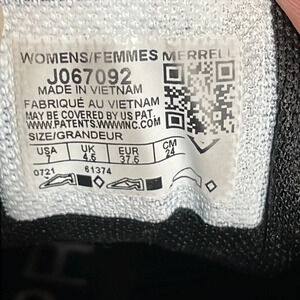 WOMENS/FEMMES MERRELL
J067092
MADE IN VIETNAM
FABRIQUÉ AU VIETNAM
MAY BE COVERED BY US PAT.
WWW.PATENTS.WWWINC.COM
SIZE/GRANDEUR
USA UK EUR CM
7 4.5 37.5 24
0721 61374